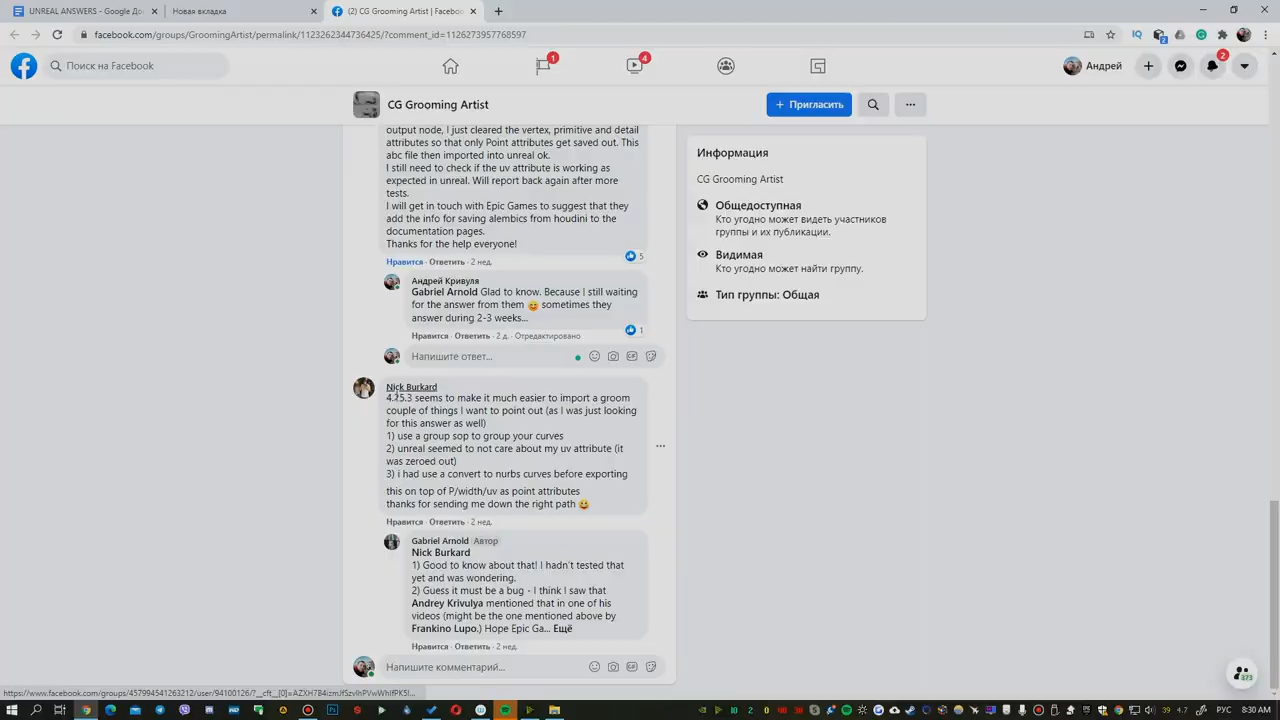 UNREAL ANSWERS - Google До
Новая вкладка
(2) CG Grooming Artist | Facebo
facebook.com/groups/GroomingArtist/permalink/1123262344736425/?comment_id=1126273957768597
Поиск на Facebook
1
4
Андрей
2
CG Grooming Artist
Пригласить
output node, I just cleared the vertex, primitive and detail
attributes so that only Point attributes get saved out. This
abc file then imported into unreal ok.
I still need to check if the uv attribute is working as
expected in unreal. Will report back again after more
tests.
I will get in touch with Epic Games to suggest that they
add the info for saving alembics from houdini to the
documentation pages.
Thanks for the help everyone!
5
Нравится · Ответить · 2 нед.
Андрей Кривуля
Gabriel Arnold Glad to know. Because I still waiting
for the answer from them 😄 sometimes they
answer during 2-3 weeks...
1
Нравится · Ответить · 2 д. · Отредактировано
Напишите ответ...
Nick Burkard
4.25.3 seems to make it much easier to import a groom
couple of things I want to point out (as I was just looking
for this answer as well)
1) use a group sop to group your curves
2) unreal seemed to not care about my uv attribute (it
was zeroed out)
3) i had use a convert to nurbs curves before exporting
this on top of P/width/uv as point attributes
thanks for sending me down the right path 😃
Нравится · Ответить · 2 нед.
Gabriel Arnold Автор
Nick Burkard
1) Good to know about that! I hadn't tested that
yet and was wondering.
2) Guess it must be a bug - I think I saw that
Andrey Krivulya mentioned that in one of his
videos (might be the one mentioned above by
Frankino Lupo.) Hope Epic Ga... Ещё
Нравится · Ответить · 2 нед.
Напишите комментарий...
Информация
CG Grooming Artist
Общедоступная
Кто угодно может видеть участников
группы и их публикации.
Видимая
Кто угодно может найти группу.
Тип группы: Общая
373
РУС
8:30 AM